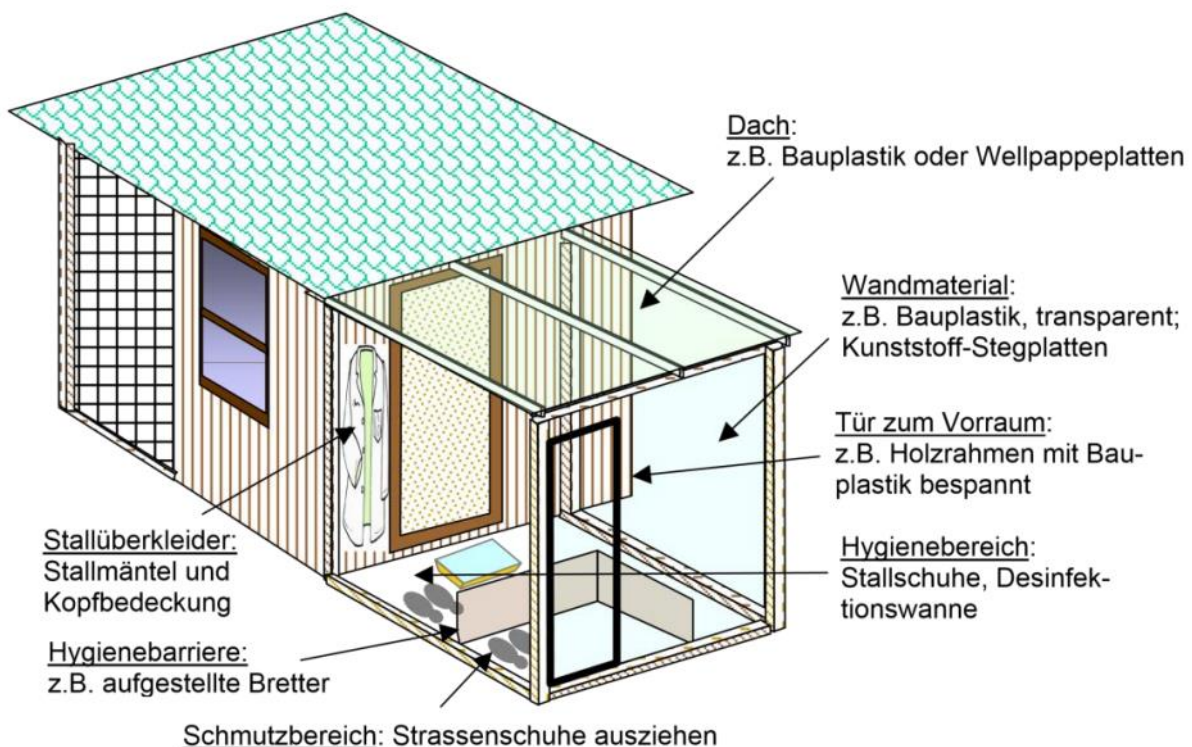 Dach:
z.B. Bauplastik oder Wellpappeplatten
Wandmaterial:
z.B. Bauplastik, transparent;
Kunststoff-Stegplatten
Tür zum Vorraum:
z.B. Holzrahmen mit Bau-
plastik bespannt
Hygienebereich:
Stallschuhe, Desinfek-
tionswanne
Stallüberkleider:
Stallmäntel und
Kopfbedeckung
Hygienebarriere:
z.B. aufgestellte Bretter
Schmutzbereich: Strassenschuhe ausziehen